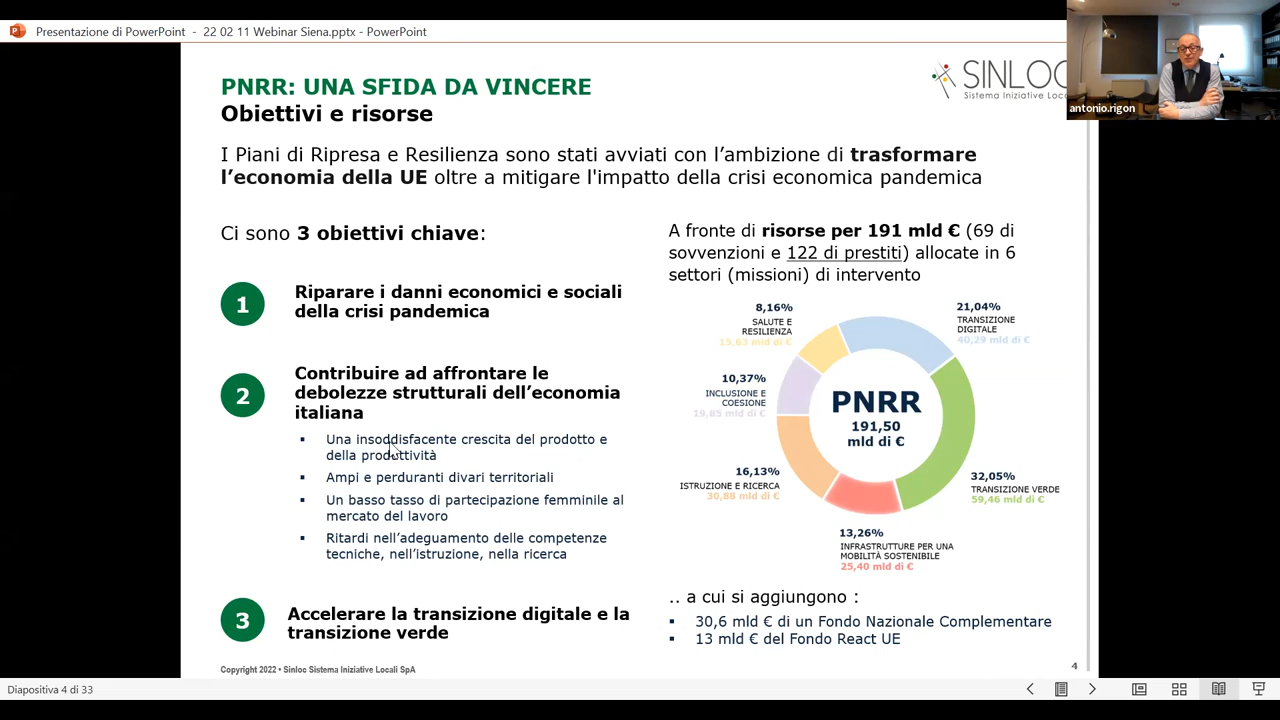 Presentazione di PowerPoint - 22 02 11 Webinar Siena.pptx - PowerPoint
antonio.rigon
PNRR: UNA SFIDA DA VINCERE
Obiettivi e risorse
SINLOC
Sistema Iniziative Loca
I Piani di Ripresa e Resilienza sono stati avviati con l’ambizione di trasformare
l’economia della UE oltre a mitigare l'impatto della crisi economica pandemica
Ci sono 3 obiettivi chiave:
1
Riparare i danni economici e sociali
della crisi pandemica
2
Contribuire ad affrontare le
debolezze strutturali dell’economia
italiana
▪ Una insoddisfacente crescita del prodotto e
della produttività
▪ Ampi e perduranti divari territoriali
▪ Un basso tasso di partecipazione femminile al
mercato del lavoro
▪ Ritardi nell’adeguamento delle competenze
tecniche, nell’istruzione, nella ricerca
3
Accelerare la transizione digitale e la
transizione verde
A fronte di risorse per 191 mld € (69 di
sovvenzioni e 122 di prestiti) allocate in 6
settori (missioni) di intervento
8,16%
SALUTE E
RESILIENZA
15,63 mld di €
21,04%
TRANSIZIONE
DIGITALE
40,29 mld di €
10,37%
INCLUSIONE E
COESIONE
19,85 mld di €
PNRR
191,50
mld di €
16,13%
ISTRUZIONE E RICERCA
30,88 mld di €
32,05%
TRANSIZIONE VERDE
59,46 mld di €
13,26%
INFRASTRUTTURE PER UNA
MOBILITÀ SOSTENIBILE
25,40 mld di €
.. a cui si aggiungono :
▪ 30,6 mld € di un Fondo Nazionale Complementare
▪ 13 mld € del Fondo React UE
Copyright 2022 • Sinloc Sistema Iniziative Locali SpA
4
Diapositiva 4 di 33